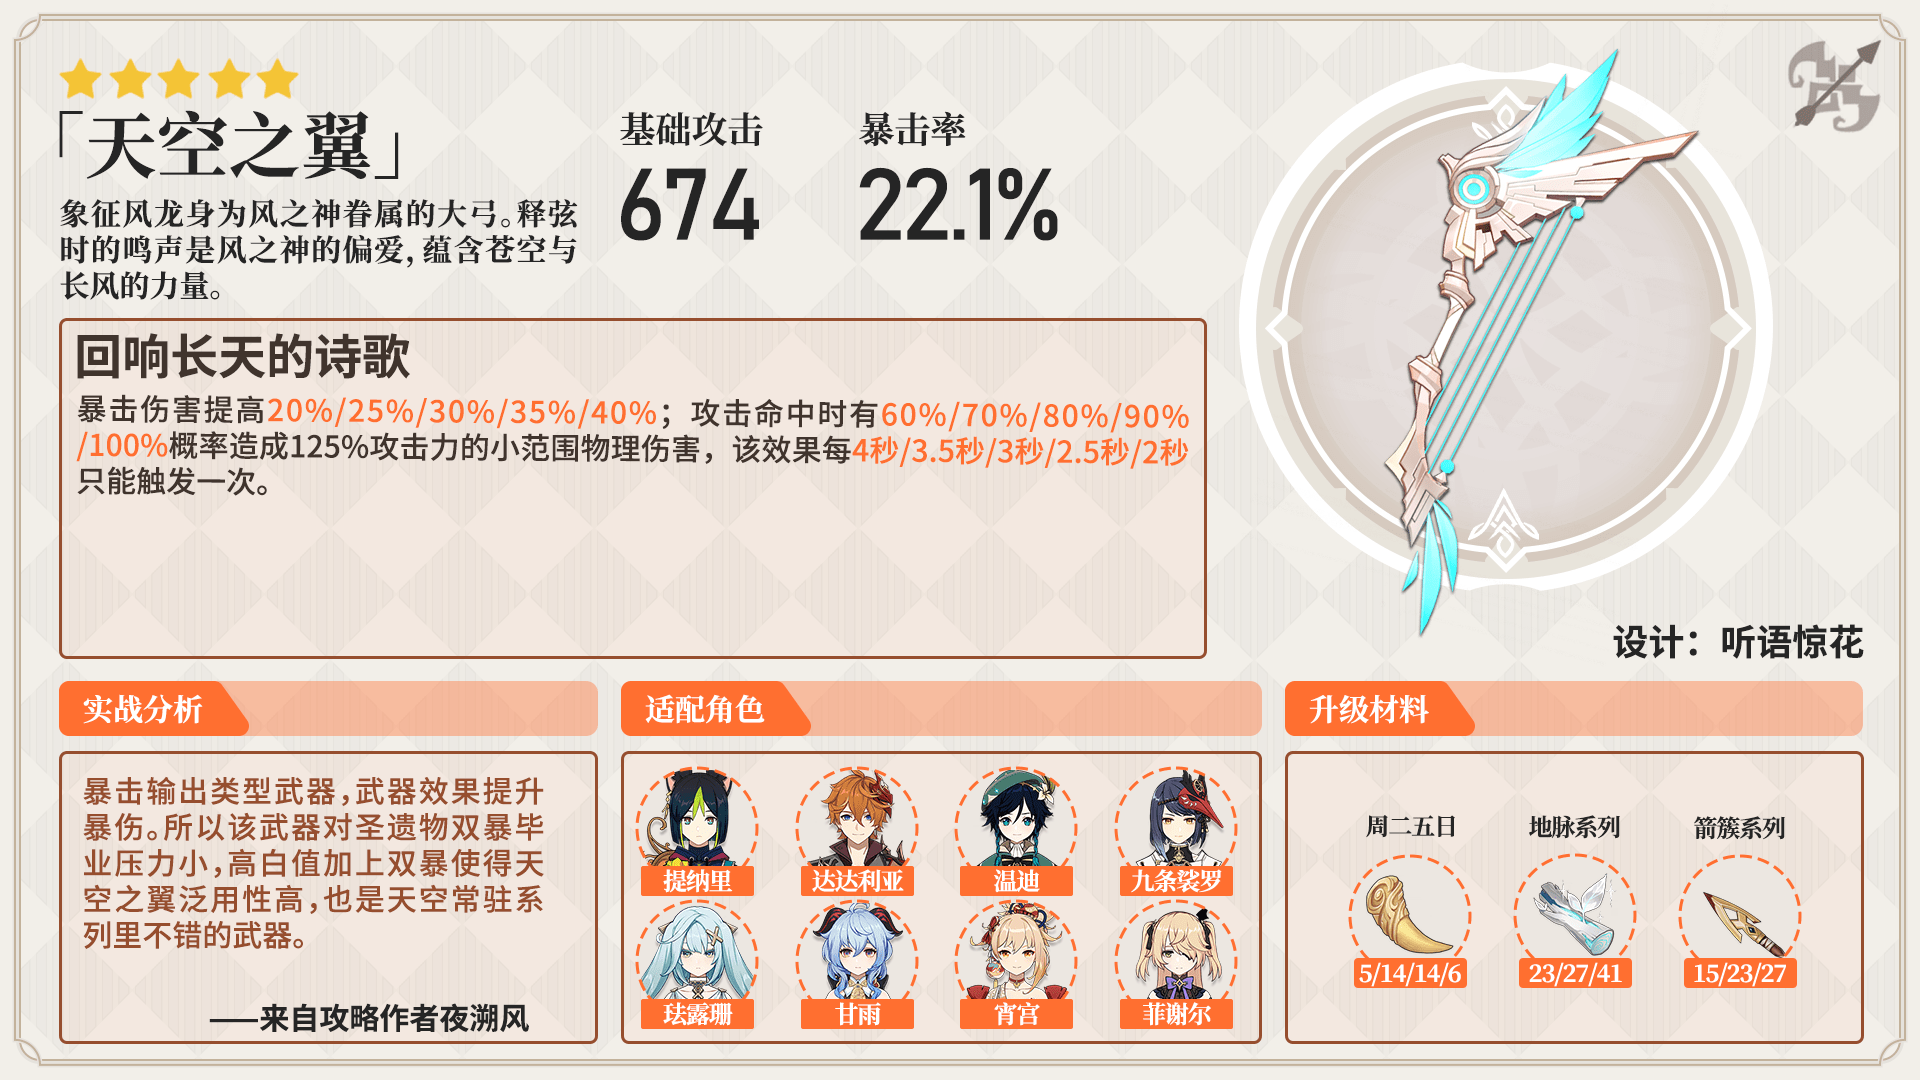 「天空之翼」
象征风龙身为风之神眷属的大弓。释弦
时的鸣声是风之神的偏爱，蕴含苍空与
长风的力量。
基础攻击
674
暴击率
22.1%
回响长天的诗歌
暴击伤害提高20%/25%/30%/35%/40%；攻击命中时有60%/70%/80%/90%
/100%概率造成125%攻击力的小范围物理伤害，该效果每4秒/3.5秒/3秒/2.5秒/2秒
只能触发一次。
设计：听语惊花
实战分析
暴击输出类型武器，武器效果提升
暴伤。所以该武器对圣遗物双暴毕
业压力小，高白值加上双暴使得天
空之翼泛用性高，也是天空常驻系
列里不错的武器。
——来自攻略作者夜溯风
适配角色
提纳里
达达利亚
温迪
九条裟罗
珐露珊
甘雨
宵宫
菲谢尔
升级材料
周二五日
地脉系列
箭簇系列
5/14/14/6
23/27/41
15/23/27